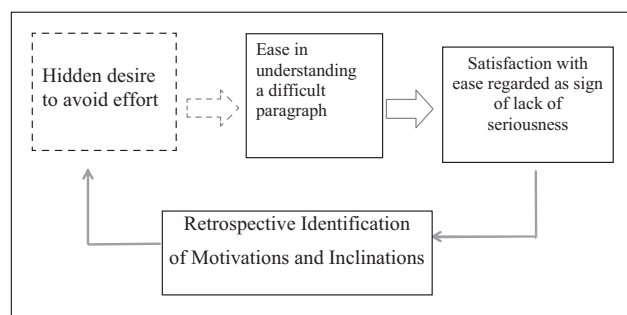 Hidden desire
to avoid effort
Ease in
understanding
a difficult
paragraph
Satisfaction with
ease regarded as sign
of lack of
seriousness
Retrospective Identification
of Motivations and Inclinations